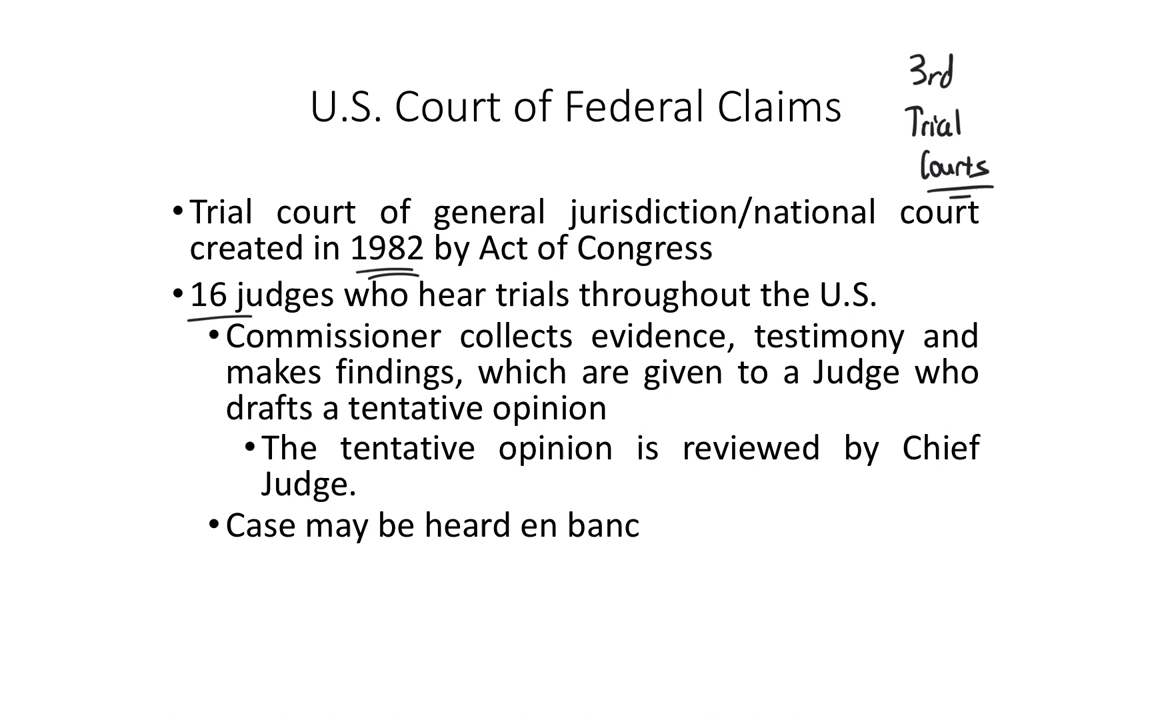 3rd
Trial
Courts
U.S. Court of Federal Claims
•Trial court of general jurisdiction/national court
created in 1982 by Act of Congress
•16 judges who hear trials throughout the U.S.
•Commissioner collects evidence, testimony and
makes findings, which are given to a Judge who
drafts a tentative opinion
•The tentative opinion is reviewed by Chief
Judge.
•Case may be heard en banc